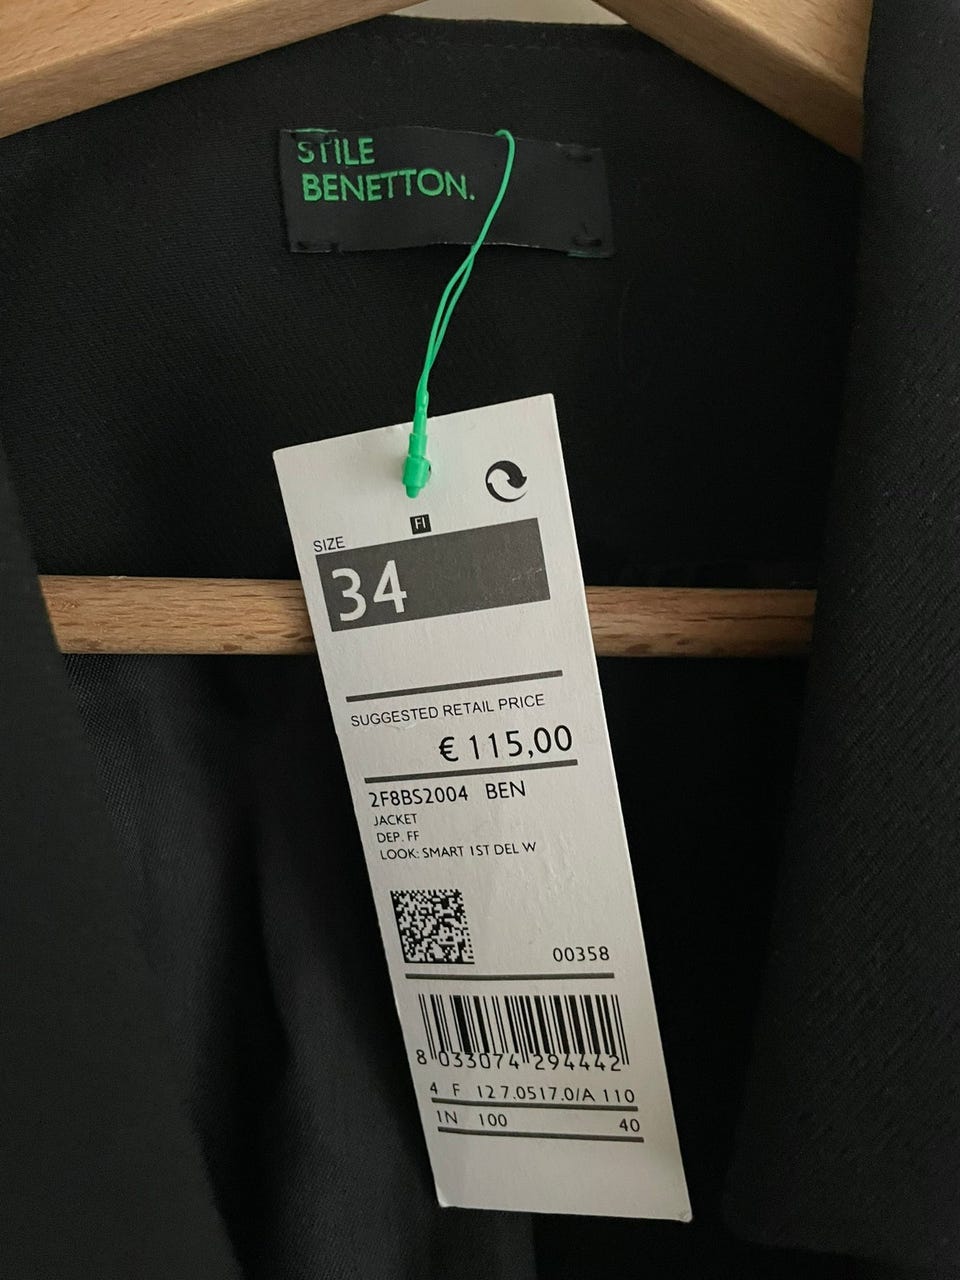 STILE
BENETTON.
FI
SIZE
34
SUGGESTED RETAIL PRICE
€ 115,00
2F8BS2004 BEN
JACKET
DEP. FF
LOOK: SMART 1ST DEL W
00358
8 033074 294442
4 F 127.0517.0/A 110
1N 100 40